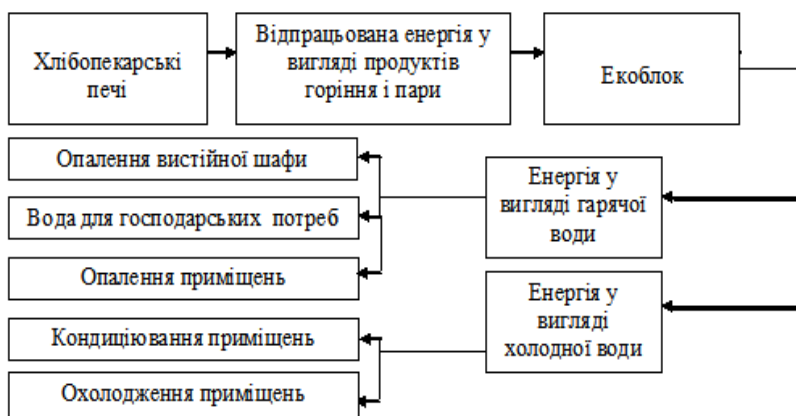 Хлібопекарські
печі
Відпрацьована енергія у
вигляді продуктів
горіння і пари
Екоблок
Опалення вистійної шафи
Вода для господарських потреб
Опалення приміщень
Енергія у
вигляді гарячої
води
Кондиціювання приміщень
Охолодження приміщень
Енергія у
вигляді
холодної води